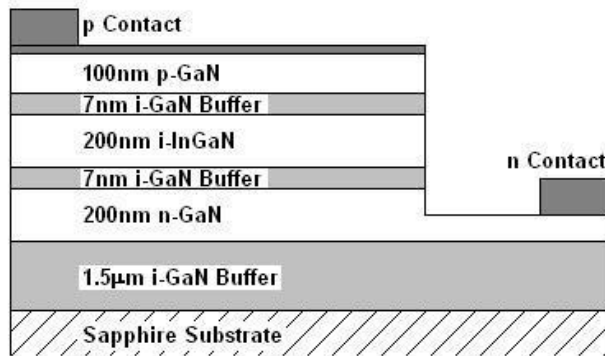 p Contact
100nm p-GaN
7nm i-GaN Buffer
200nm i-InGaN
n Contact
7nm i-GaN Buffer
200nm n-GaN
1.5μm i-GaN Buffer
Sapphire Substrate